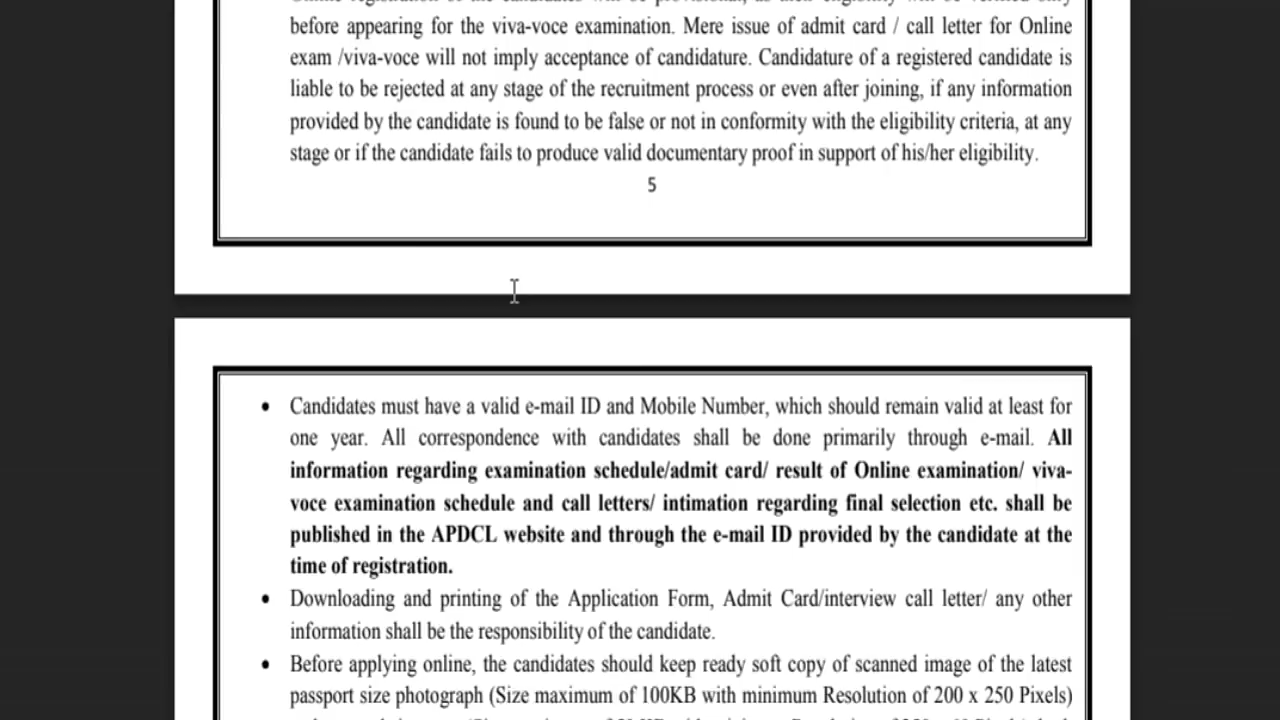 before appearing for the viva-voce examination. Mere issue of admit card / call letter for Online
exam /viva-voce will not imply acceptance of candidature. Candidature of a registered candidate is
liable to be rejected at any stage of the recruitment process or even after joining, if any information
provided by the candidate is found to be false or not in conformity with the eligibility criteria, at any
stage or if the candidate fails to produce valid documentary proof in support of his/her eligibility.
5
• Candidates must have a valid e-mail ID and Mobile Number, which should remain valid at least for
one year. All correspondence with candidates shall be done primarily through e-mail. All
information regarding examination schedule/admit card/ result of Online examination/ viva-
voce examination schedule and call letters/ intimation regarding final selection etc. shall be
published in the APDCL website and through the e-mail ID provided by the candidate at the
time of registration.
• Downloading and printing of the Application Form, Admit Card/interview call letter/ any other
information shall be the responsibility of the candidate.
• Before applying online, the candidates should keep ready soft copy of scanned image of the latest
passport size photograph (Size maximum of 100KB with minimum Resolution of 200 x 250 Pixels)